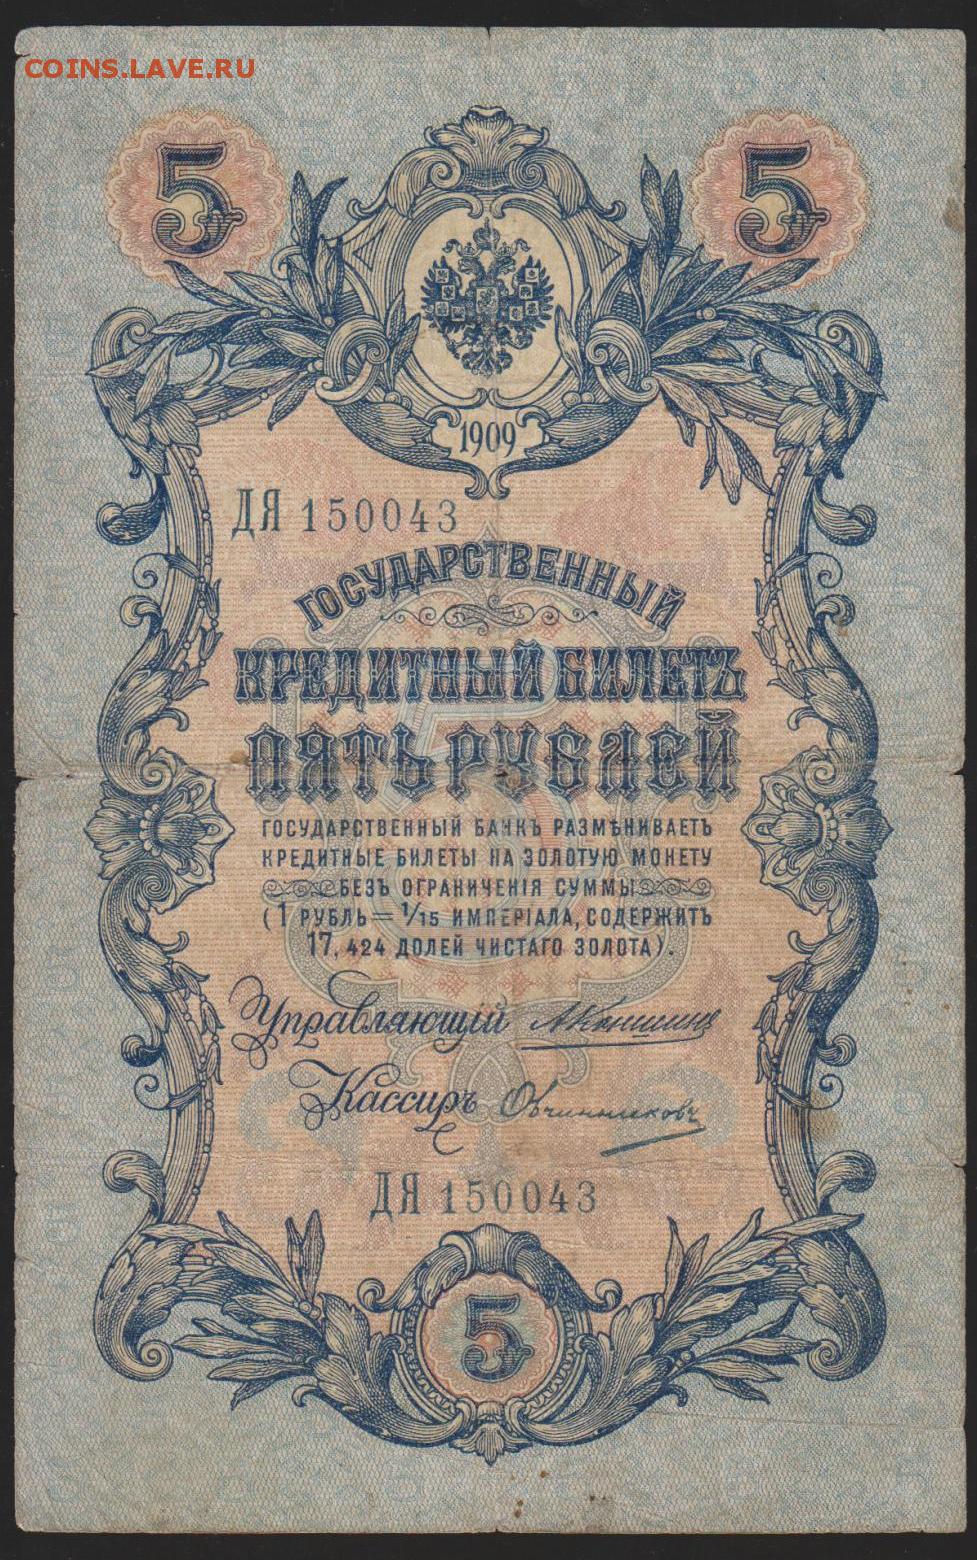 COINS.LAVE.RU
5 5
1909
ДЯ 150043
ГОСУДАРСТВЕННЫЙ
КРЕДИТНЫЙ БИЛЕТЪ
ПЯТЬ РУБЛЕЙ
ГОСУДАРСТВЕННЫЙ БАНКЪ РАЗМѢНИВАЕТЪ
КРЕДИТНЫЕ БИЛЕТЫ НА ЗОЛОТУЮ МОНЕТУ
БЕЗЪ ОГРАНИЧЕНІЯ СУММЫ
(1 РУБЛЬ = 1/15 ИМПЕРІАЛА, СОДЕРЖИТЪ
17,424 ДОЛЕЙ ЧИСТАГО ЗОЛОТА).
Управляющій АКоншинъ
Кассиръ Овчинниковъ
ДЯ 150043
5